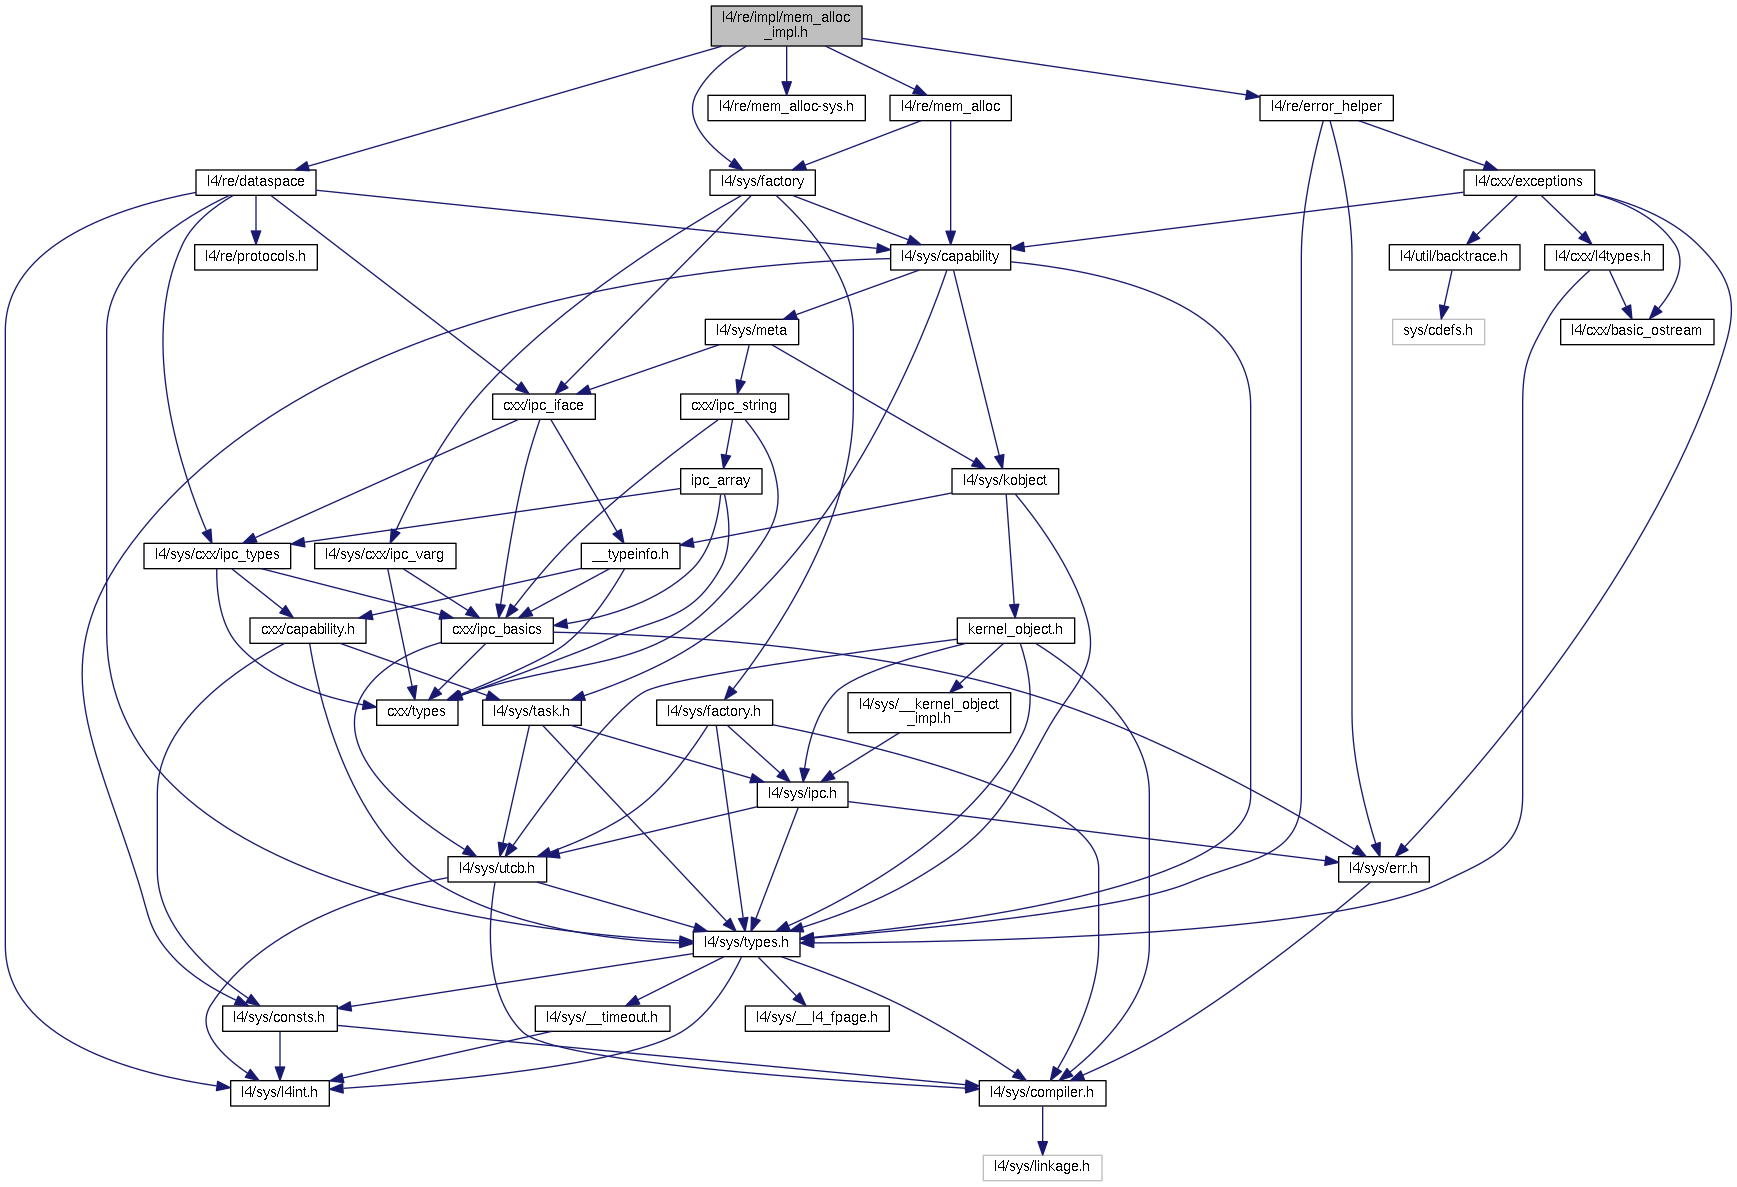 l4/re/impl/mem_alloc
_impl.h
l4/re/mem_alloc-sys.h
l4/re/mem_alloc
l4/re/error_helper
l4/re/dataspace
l4/sys/factory
l4/cxx/exceptions
l4/re/protocols.h
l4/sys/capability
l4/util/backtrace.h
l4/cxx/l4types.h
l4/sys/meta
sys/cdefs.h
l4/cxx/basic_ostream
cxx/ipc_iface
cxx/ipc_string
ipc_array
l4/sys/kobject
l4/sys/cxx/ipc_types
l4/sys/cxx/ipc_varg
__typeinfo.h
cxx/capability.h
cxx/ipc_basics
kernel_object.h
cxx/types
l4/sys/task.h
l4/sys/factory.h
l4/sys/__kernel_object
_impl.h
l4/sys/ipc.h
l4/sys/utcb.h
l4/sys/err.h
l4/sys/types.h
l4/sys/consts.h
l4/sys/__timeout.h
l4/sys/__l4_fpage.h
l4/sys/l4int.h
l4/sys/compiler.h
l4/sys/linkage.h